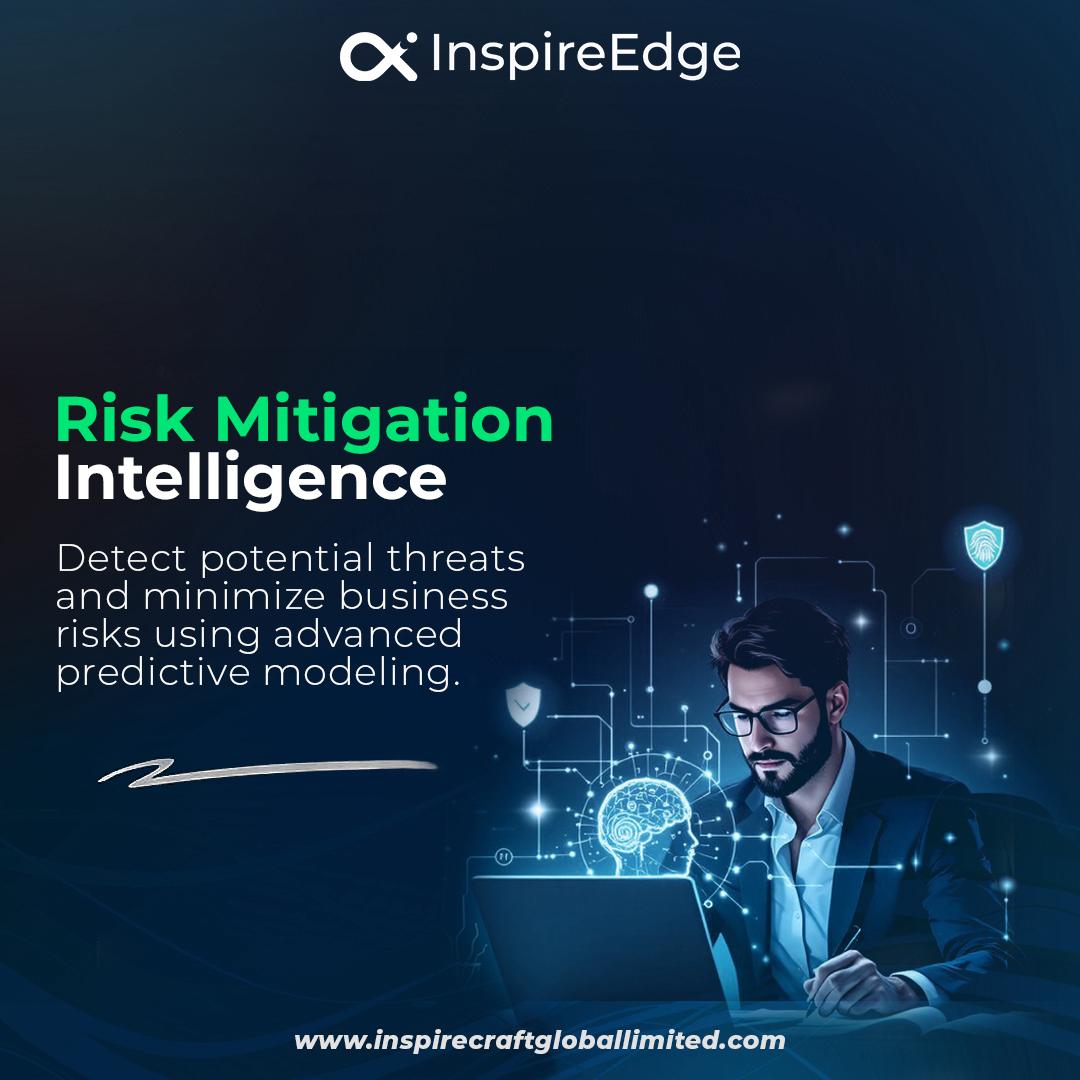 InspireEdge
Risk Mitigation
Intelligence
Detect potential threats
and minimize business
risks using advanced
predictive modeling.
www.inspirecraftgloballimited.com